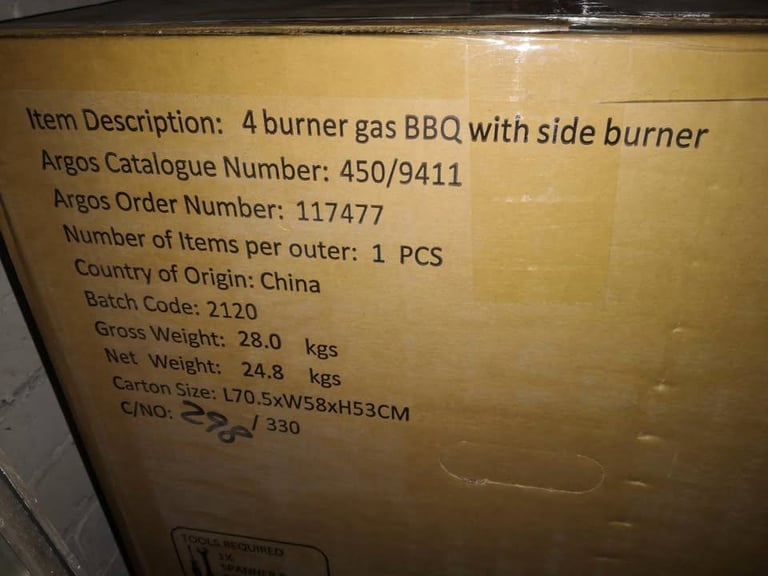 Item Description: 4 burner gas BBQ with side burner
Argos Catalogue Number: 450/9411
Argos Order Number: 117477
Number of Items per outer: 1 PCS
Country of Origin: China
Batch Code: 2120
Gross Weight: 28.0 kgs
Net Weight: 24.8 kgs
Carton Size: L70.5xW58xH53CM
C/NO: 298 / 330
TOOLS REQUIRED
1X
SPANNER